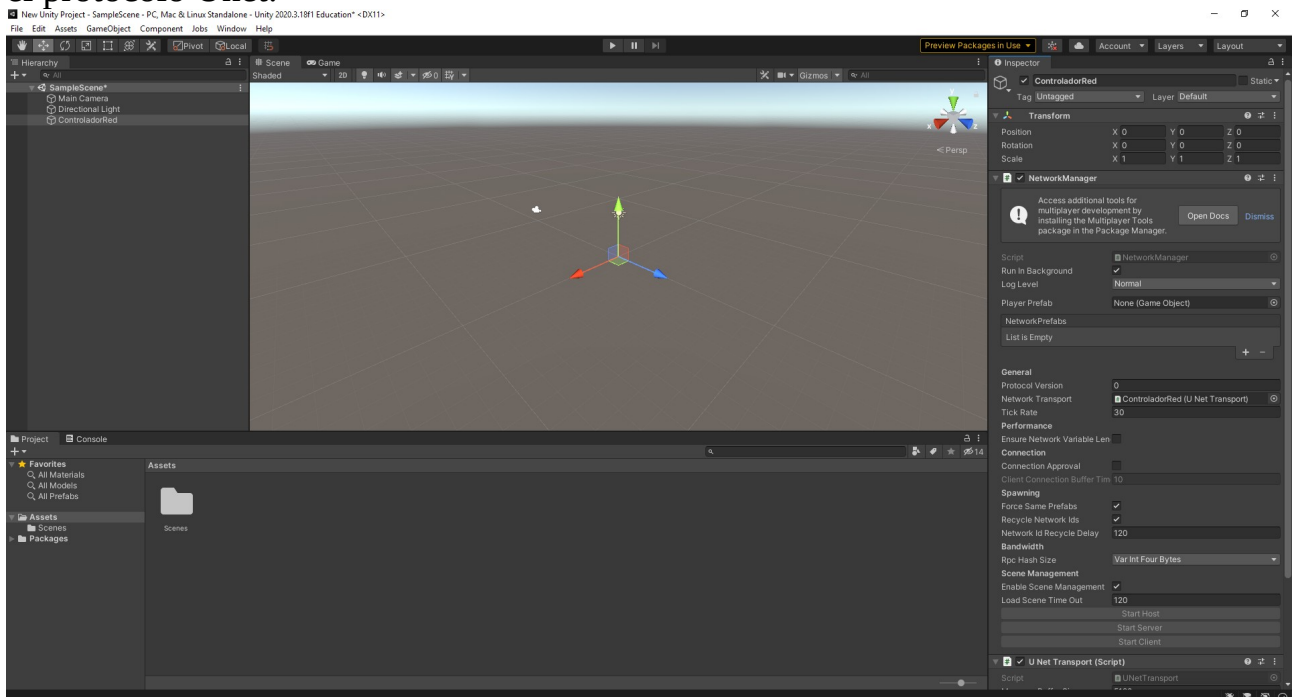 New Unity Project - SampleScene - PC, Mac & Linux Standalone - Unity 2020.3.18f1 Education* <DX11>
File Edit Assets GameObject Component Jobs Window Help
Pivot Local Preview Packages in Use Account Layers Layout
Hierarchy
All
SampleScene*
Main Camera
Directional Light
ControladorRed
Scene Game
Shaded 2D 0 Gizmos All
y
x z
Persp
Inspector
ControladorRed Static
Tag Untagged Layer Default
Transform
Position X 0 Y 0 Z 0
Rotation X 0 Y 0 Z 0
Scale X 1 Y 1 Z 1
NetworkManager
Access additional tools for
multiplayer development by
installing the Multiplayer Tools
package in the Package Manager.
Open Docs Dismiss
Script NetworkManager
Run In Background
Log Level Normal
Player Prefab None (Game Object)
NetworkPrefabs
List is Empty
General
Protocol Version 0
Network Transport ControladorRed (U Net Transport)
Tick Rate 30
Performance
Ensure Network Variable Len
Connection
Connection Approval
Client Connection Buffer Tim 10
Spawning
Force Same Prefabs
Recycle Network Ids
Network Id Recycle Delay 120
Bandwidth
Rpc Hash Size Var Int Four Bytes
Scene Management
Enable Scene Management
Load Scene Time Out 120
Start Host
Start Server
Start Client
U Net Transport (Script)
Script UNetTransport
Project Console
14
Favorites
All Materials
All Models
All Prefabs
Assets
Scenes
Packages
Assets
Scenes